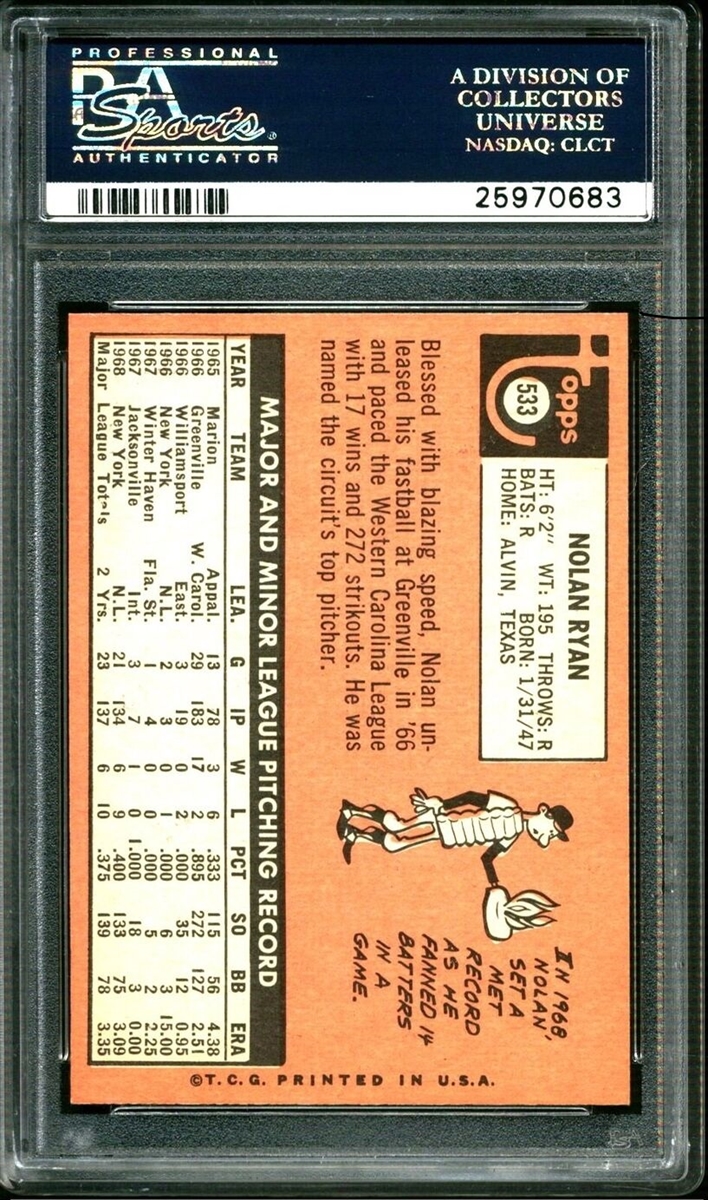 PROFESSIONAL
PSA
Sports®
AUTHENTICATOR
A DIVISION OF
COLLECTORS
UNIVERSE
NASDAQ: CLCT
25970683
Topps
533
NOLAN RYAN
HT: 6'2" WT: 195 THROWS: R
BATS: R BORN: 1/31/47
HOME: ALVIN, TEXAS
Blessed with blazing speed, Nolan un-
leased his fastball at Greenville in '66
and paced the Western Carolina League
with 17 wins and 272 strikouts. He was
named the circuit's top pitcher.
IN 1968
NOLAN,
SET A
MET
RECORD
AS HE
FANNED 14
BATTERS
IN A
GAME.
MAJOR AND MINOR LEAGUE PITCHING RECORD
YEAR TEAM LEA. G IP W L PCT SO BB ERA
1965 Marion Appal. 13 78 3 6 .333 115 56 4.38
1966 Greenville W. Carol. 29 183 17 2 .895 272 127 2.51
1966 Williamsport East. 3 19 0 2 .000 35 12 0.95
1966 New York N.L. 2 3 0 1 .000 6 3 15.00
1967 Winter Haven Fla. St. 1 4 0 0 .000 5 2 2.25
1967 Jacksonville Int. 3 7 1 0 1.000 18 3 0.00
1968 New York N.L. 21 134 6 9 .400 133 75 3.09
Major League Totals 2 Yrs. 23 137 6 10 .375 139 78 3.35
©T.C.G. PRINTED IN U.S.A.